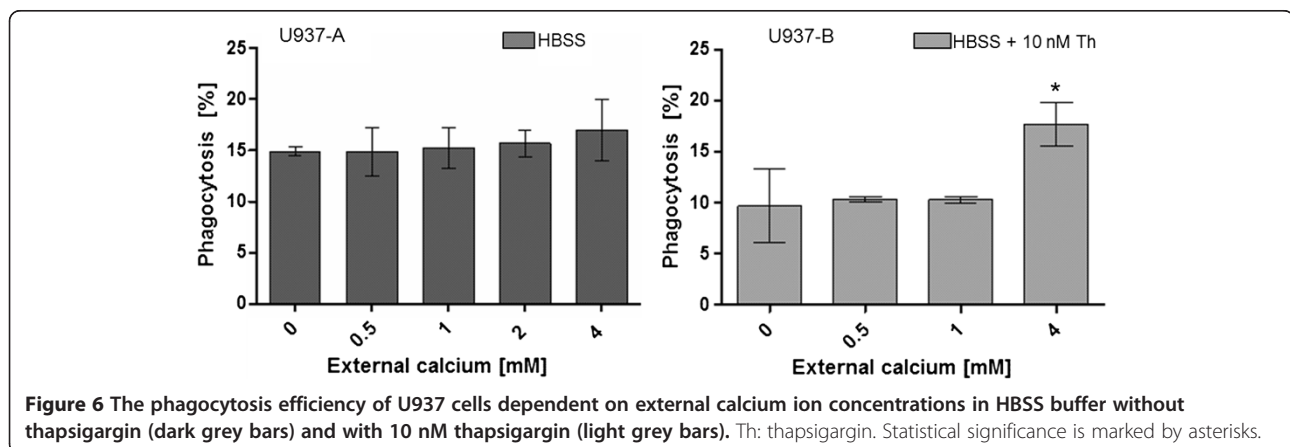 U937-A
HBSS
25
20
15
10
5
0
Phagocytosis [%]
0
0.5
1
2
4
External calcium [mM]
U937-B
HBSS + 10 nM Th
25
20
15
10
5
0
Phagocytosis [%]
*
0
0.5
1
4
External calcium [mM]
Figure 6 The phagocytosis efficiency of U937 cells dependent on external calcium ion concentrations in HBSS buffer without
thapsigargin (dark grey bars) and with 10 nM thapsigargin (light grey bars). Th: thapsigargin. Statistical significance is marked by asterisks.